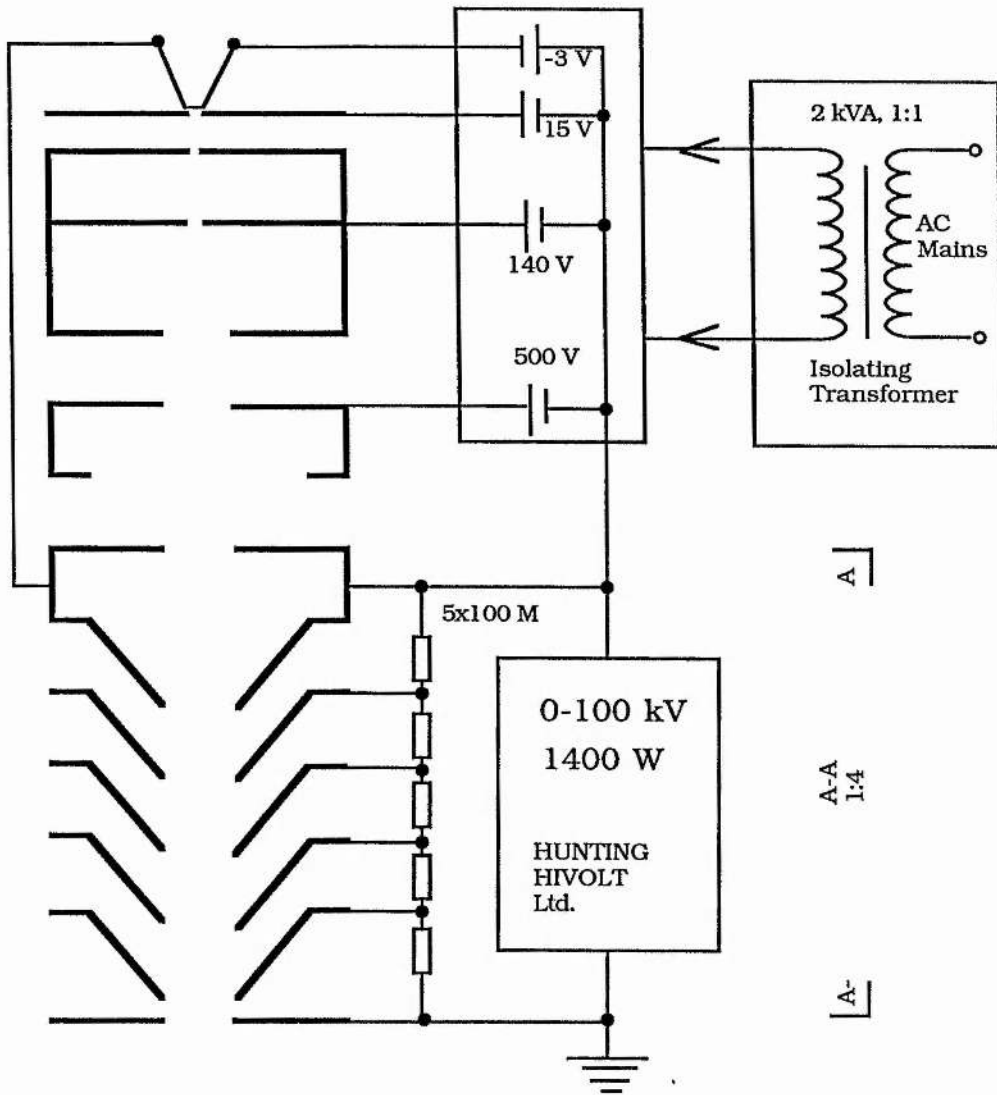 -3 V
15 V
140 V
500 V
2 kVA, 1:1
AC
Mains
Isolating
Transformer
5x100 M
0-100 kV
1400 W
HUNTING
HIVOLT
Ltd.
A
A-A
1:4
A-